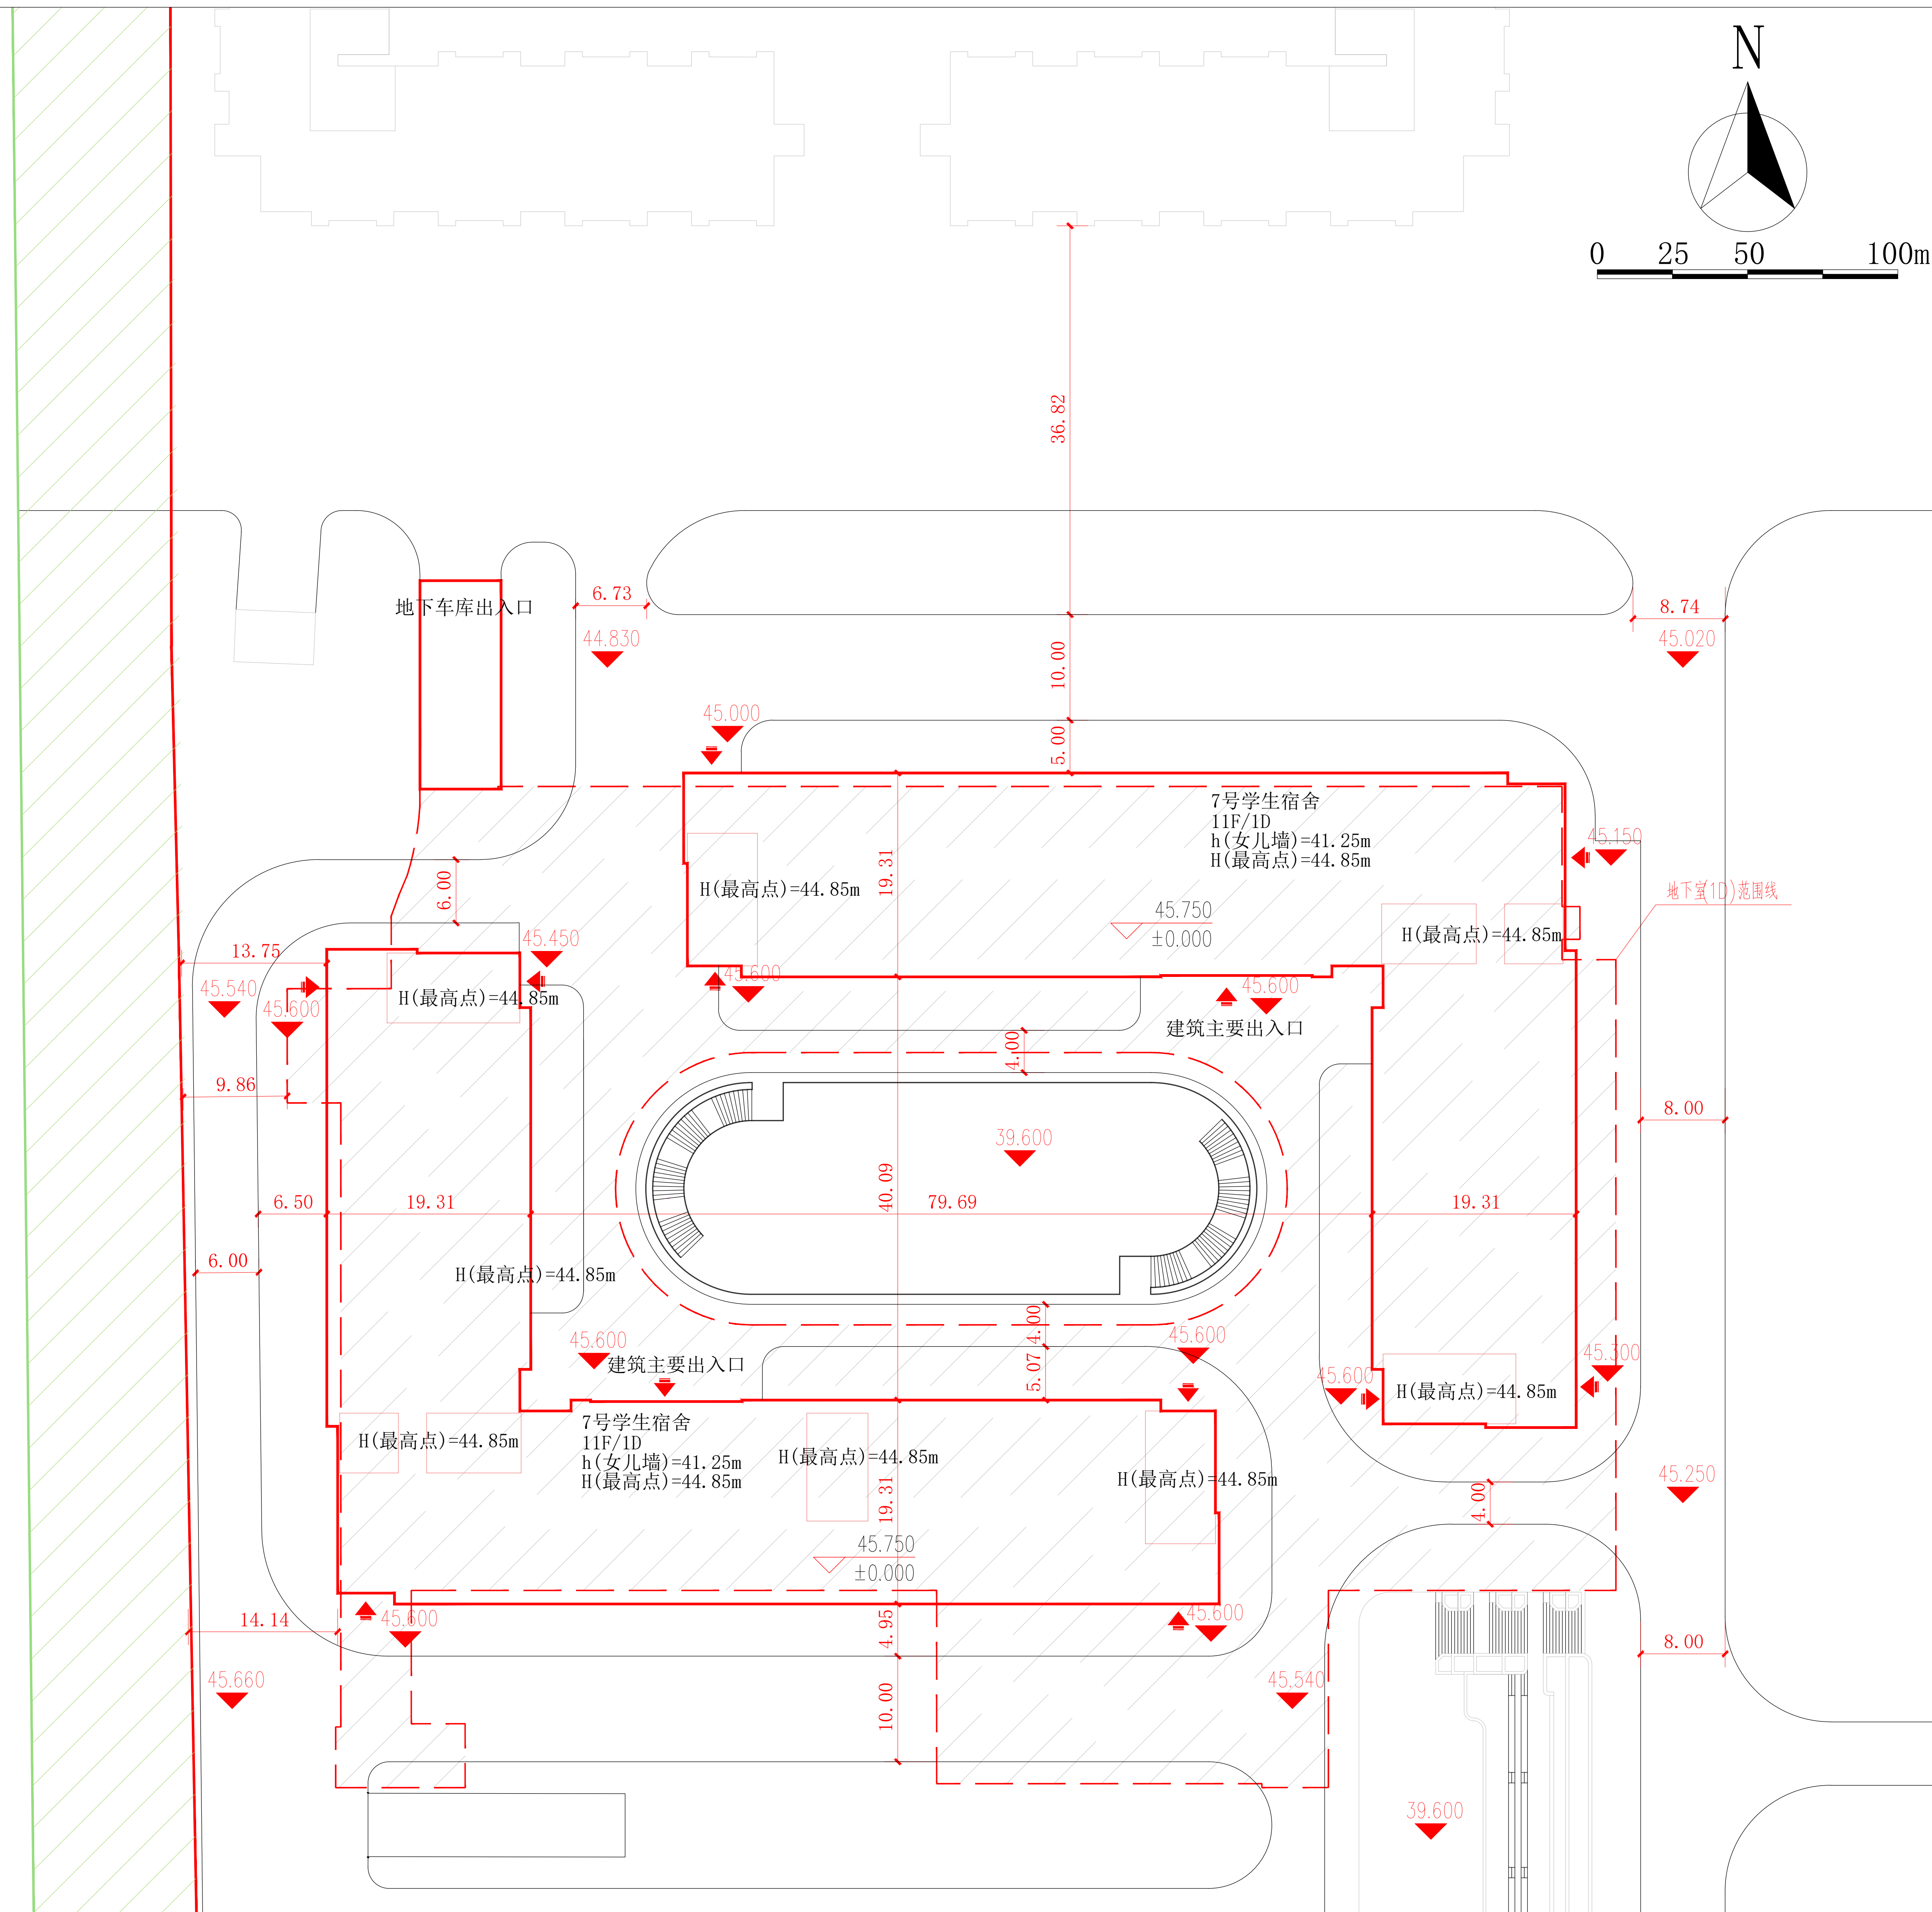 N
0 25 50 100m
36.82
地下车库出入口
6.73
44.830
8.74
45.020
10.00
45.000
5.00
7号学生宿舍
11F/1D
h(女儿墙)=41.25m
H(最高点)=44.85m
45.150
19.31
6.00
H(最高点)=44.85m
地下室(1D)范围线
45.750
±0.000
H(最高点)=44.85m
45.450
13.75
45.600
45.540
H(最高点)=44.85m
45.600
45.600
建筑主要出入口
4.00
9.86
8.00
39.600
40.09
6.50
19.31
79.69
19.31
6.00
H(最高点)=44.85m
4.00
45.600
45.600
建筑主要出入口
5.07
45.300
45.600
H(最高点)=44.85m
7号学生宿舍
11F/1D
h(女儿墙)=41.25m
H(最高点)=44.85m
H(最高点)=44.85m
H(最高点)=44.85m
H(最高点)=44.85m
19.31
45.250
4.00
45.750
±0.000
14.14
45.600
4.95
45.600
8.00
45.660
45.540
10.00
39.600